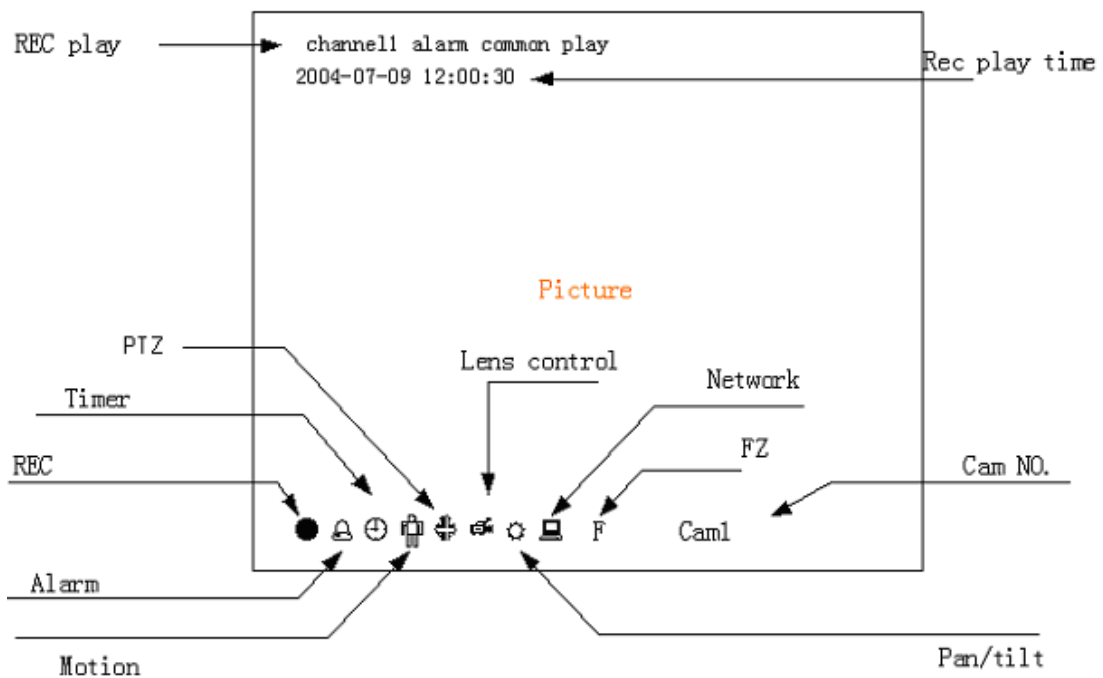 REC play
channel1 alarm common play
2004-07-09 12:00:30
Rec play time
Picture
PTZ
Lens control
Network
Timer
FZ
REC
Cam NO.
F
Cam1
Alarm
Motion
Pan/tilt